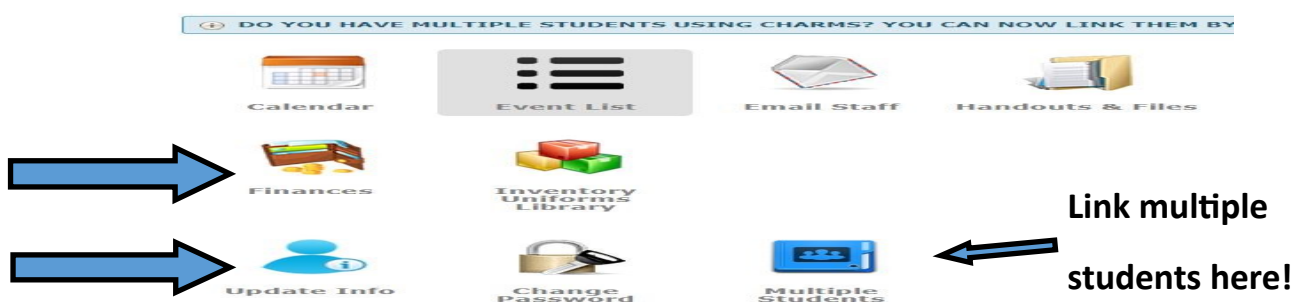 DO YOU HAVE MULTIPLE STUDENTS USING CHARMS? YOU CAN NOW LINK THEM BY
Calendar
Event List
Email Staff
Handouts & Files
Finances
Inventory
Uniforms
Library
Link multiple
students here!
Update Info
Change
Password
Multiple
Students